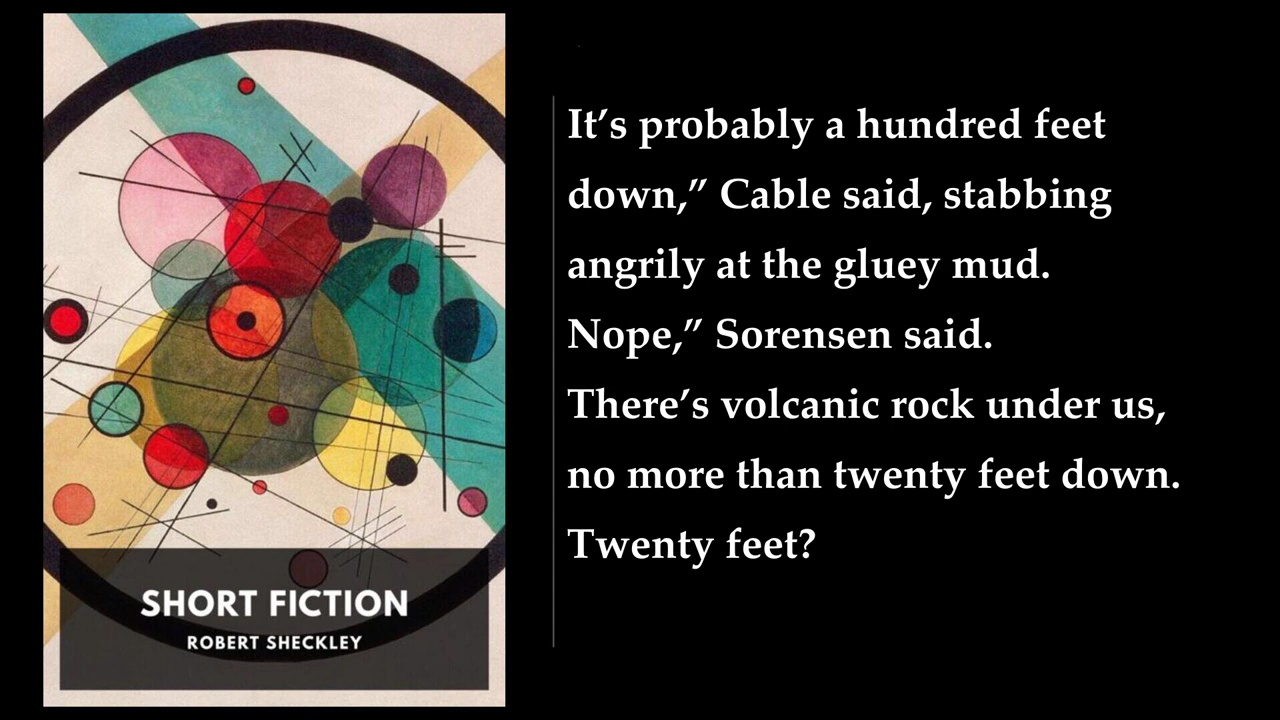 SHORT FICTION
ROBERT SHECKLEY
It’s probably a hundred feet
down,” Cable said, stabbing
angrily at the gluey mud.
Nope,” Sorensen said.
There’s volcanic rock under us,
no more than twenty feet down.
Twenty feet?